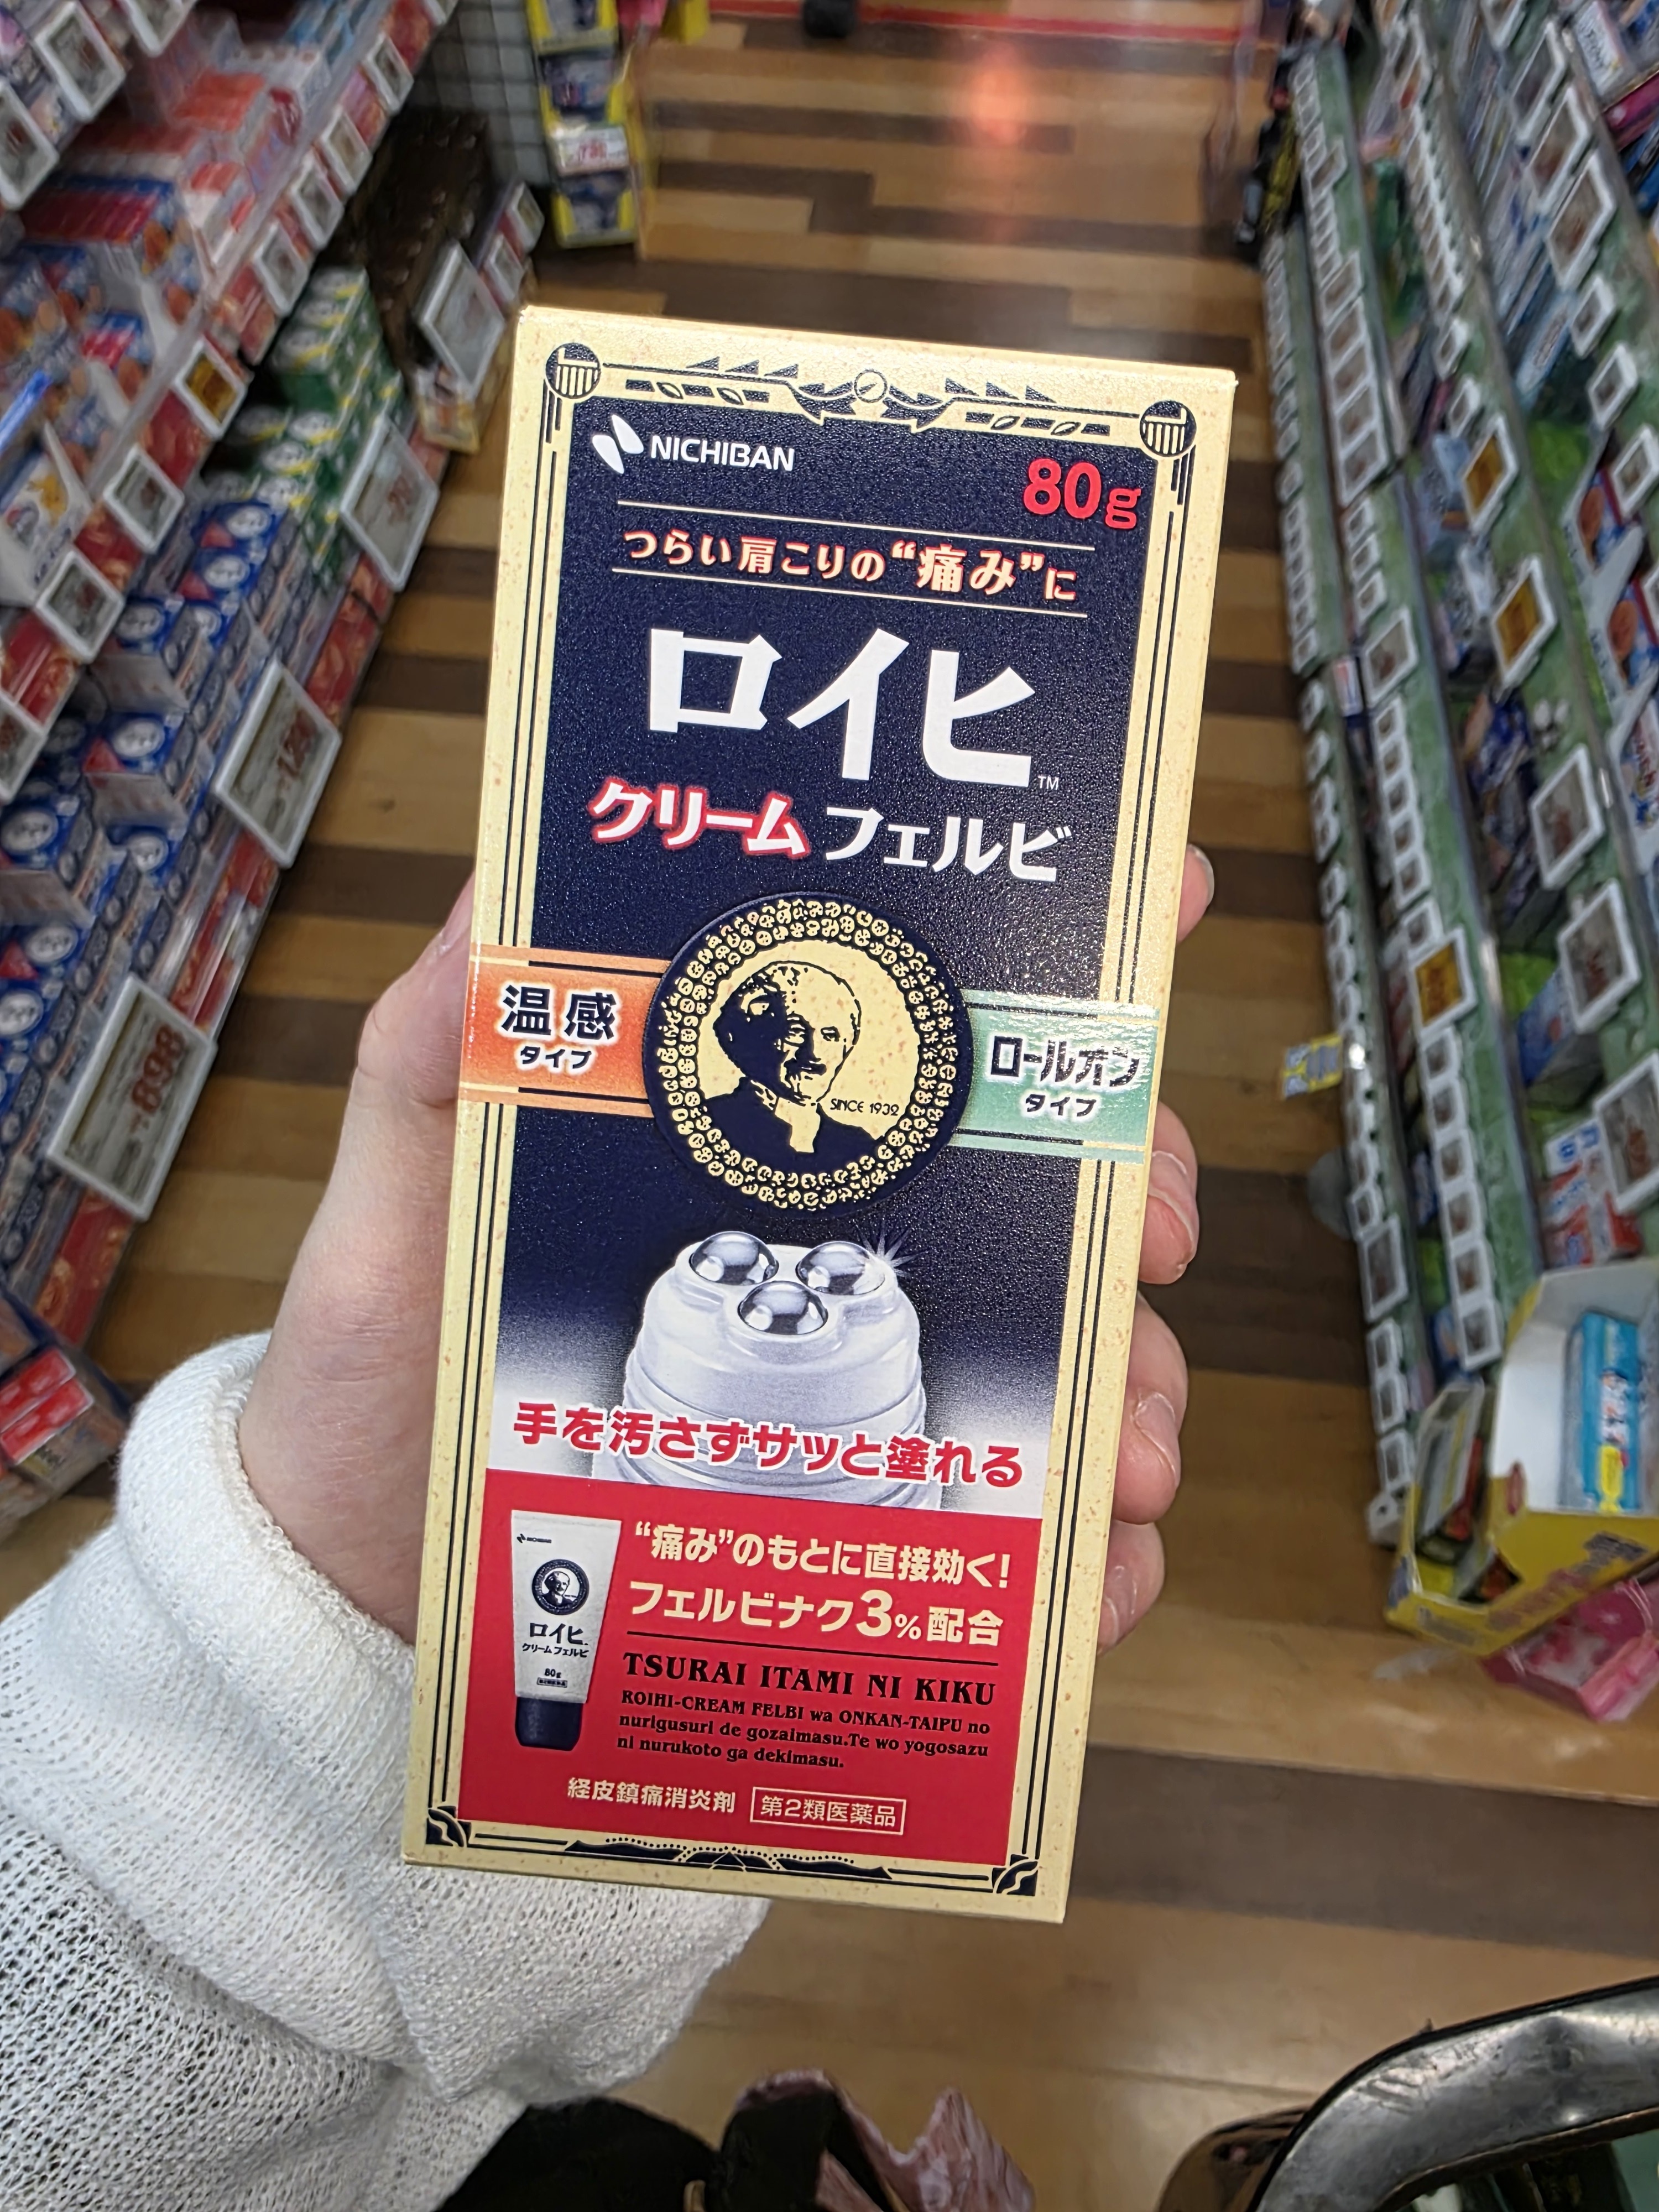 NICHIBAN
80g
つらい肩こりの“痛み”に
ロイヒ™
クリームフェルビ
温感
タイプ
SINCE 1932
ロールオン
タイプ
手を汚さずサッと塗れる
“痛み”のもとに直接効く!
フェルビナク3%配合
NICHIBAN
ロイヒ
クリームフェルビ
80g
TSURAI ITAMI NI KIKU
ROIHI-CREAM FELBI wa ONKAN-TAIPU no
nurigusuri de gozaimasu.Te wo yogosazu
ni nurukoto ga dekimasu.
経皮鎮痛消炎剤
第2類医薬品
898